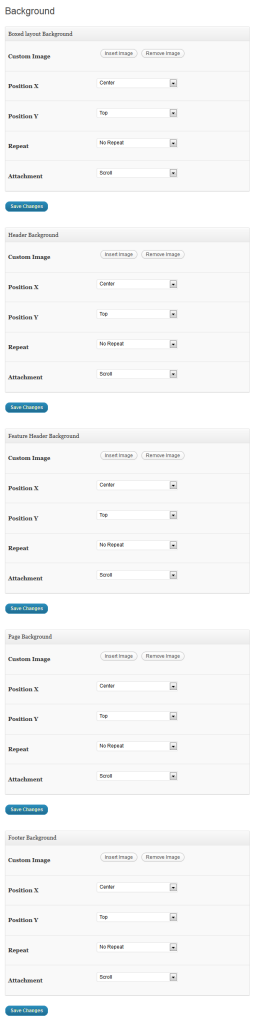 Background
Boxed layout Background
Custom Image Insert Image Remove Image
Position X Center
Position Y Top
Repeat No Repeat
Attachment Scroll
Save Changes
Header Background
Custom Image Insert Image Remove Image
Position X Center
Position Y Top
Repeat No Repeat
Attachment Scroll
Save Changes
Feature Header Background
Custom Image Insert Image Remove Image
Position X Center
Position Y Top
Repeat No Repeat
Attachment Scroll
Save Changes
Page Background
Custom Image Insert Image Remove Image
Position X Center
Position Y Top
Repeat No Repeat
Attachment Scroll
Save Changes
Footer Background
Custom Image Insert Image Remove Image
Position X Center
Position Y Top
Repeat No Repeat
Attachment Scroll
Save Changes